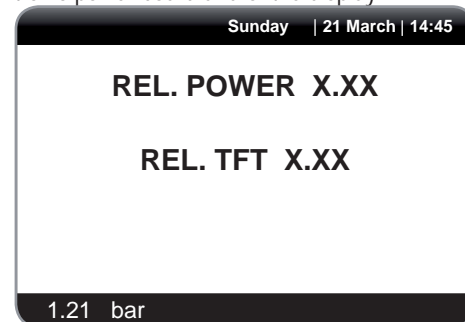 Sunday | 21 March | 14:45
REL. POWER X.XX
REL. TFT X.XX
1.21 bar